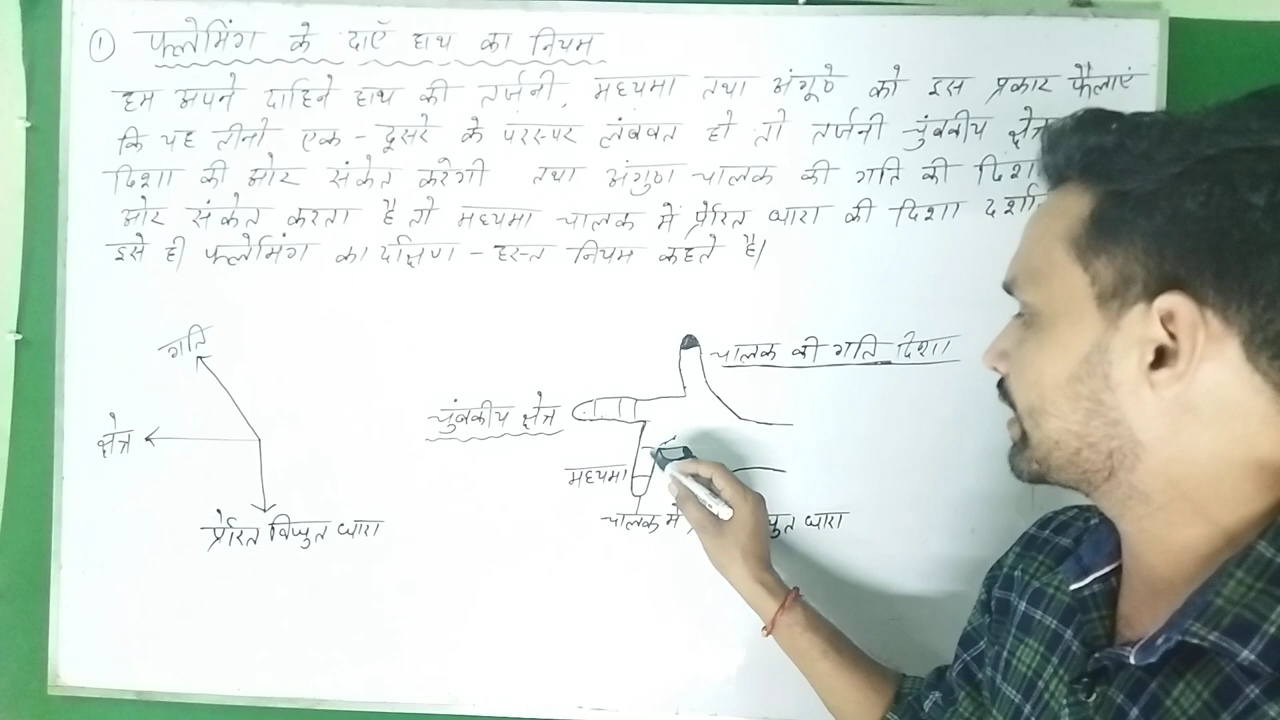 ① फ्लेमिंग के दाएँ हाथ का नियम
हम अपने दाहिने हाथ की तर्जनी, मध्यमा तथा अंगूठे को इस प्रकार फैलाएं
कि यह तीनो एक - दूसरे के परस्पर लंबवत हो तो तर्जनी चुंबकीय क्षेत्र
दिशा की ओर संकेत करेगी तथा अंगुठा चालक की गति की
ओर संकेत करता है तो मध्यमा चालक में प्रेरित धारा की दिशा
इसे ही फ्लेमिंग का दक्षिण - हस्त नियम कहते है।
गति
चालक की गति दिशा
क्षेत्र
चुंबकीय क्षेत्र
मध्यमा
प्रेरित विद्युत धारा
चालक में धारा